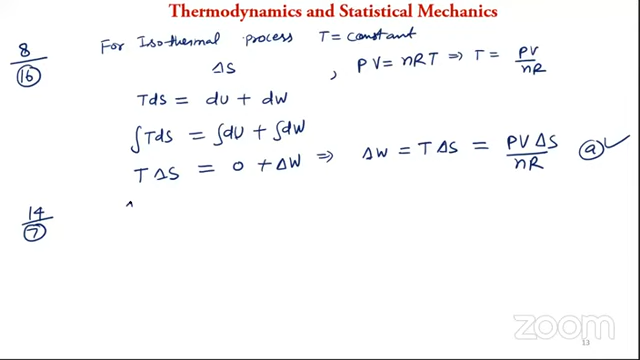 Thermodynamics and Statistical Mechanics
8/16 For Isothermal process T = constant
ΔS , PV = nRT ⇒ T = PV/nR
TdS = dU + dW
∫TdS = ∫dU + ∫dW
TΔS = 0 + ΔW ⇒ ΔW = TΔS = PVΔS/nR (a) ✓
14/7
zoom
13